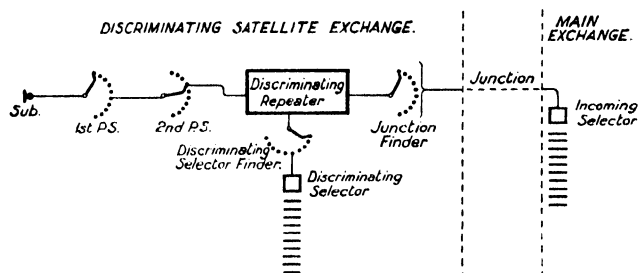 DISCRIMINATING SATELLITE EXCHANGE.
MAIN
EXCHANGE.
Sub.
1st P.S.
2nd P.S.
Discriminating
Repeater
Junction
Finder
Junction
Incoming
Selector
Discriminating
Selector Finder.
Discriminating
Selector